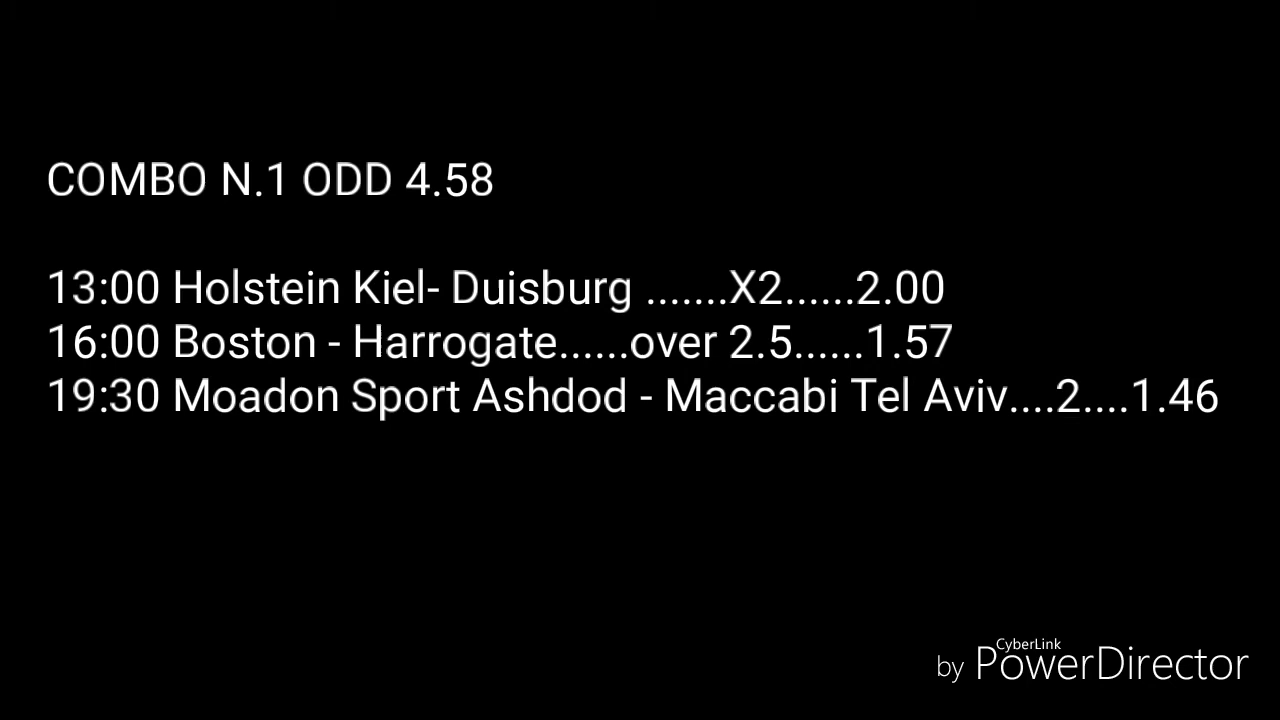 COMBO N.1 ODD 4.58
13:00 Holstein Kiel- Duisburg .......X2......2.00
16:00 Boston - Harrogate......over 2.5......1.57
19:30 Moadon Sport Ashdod - Maccabi Tel Aviv....2....1.46
CyberLink
by PowerDirector